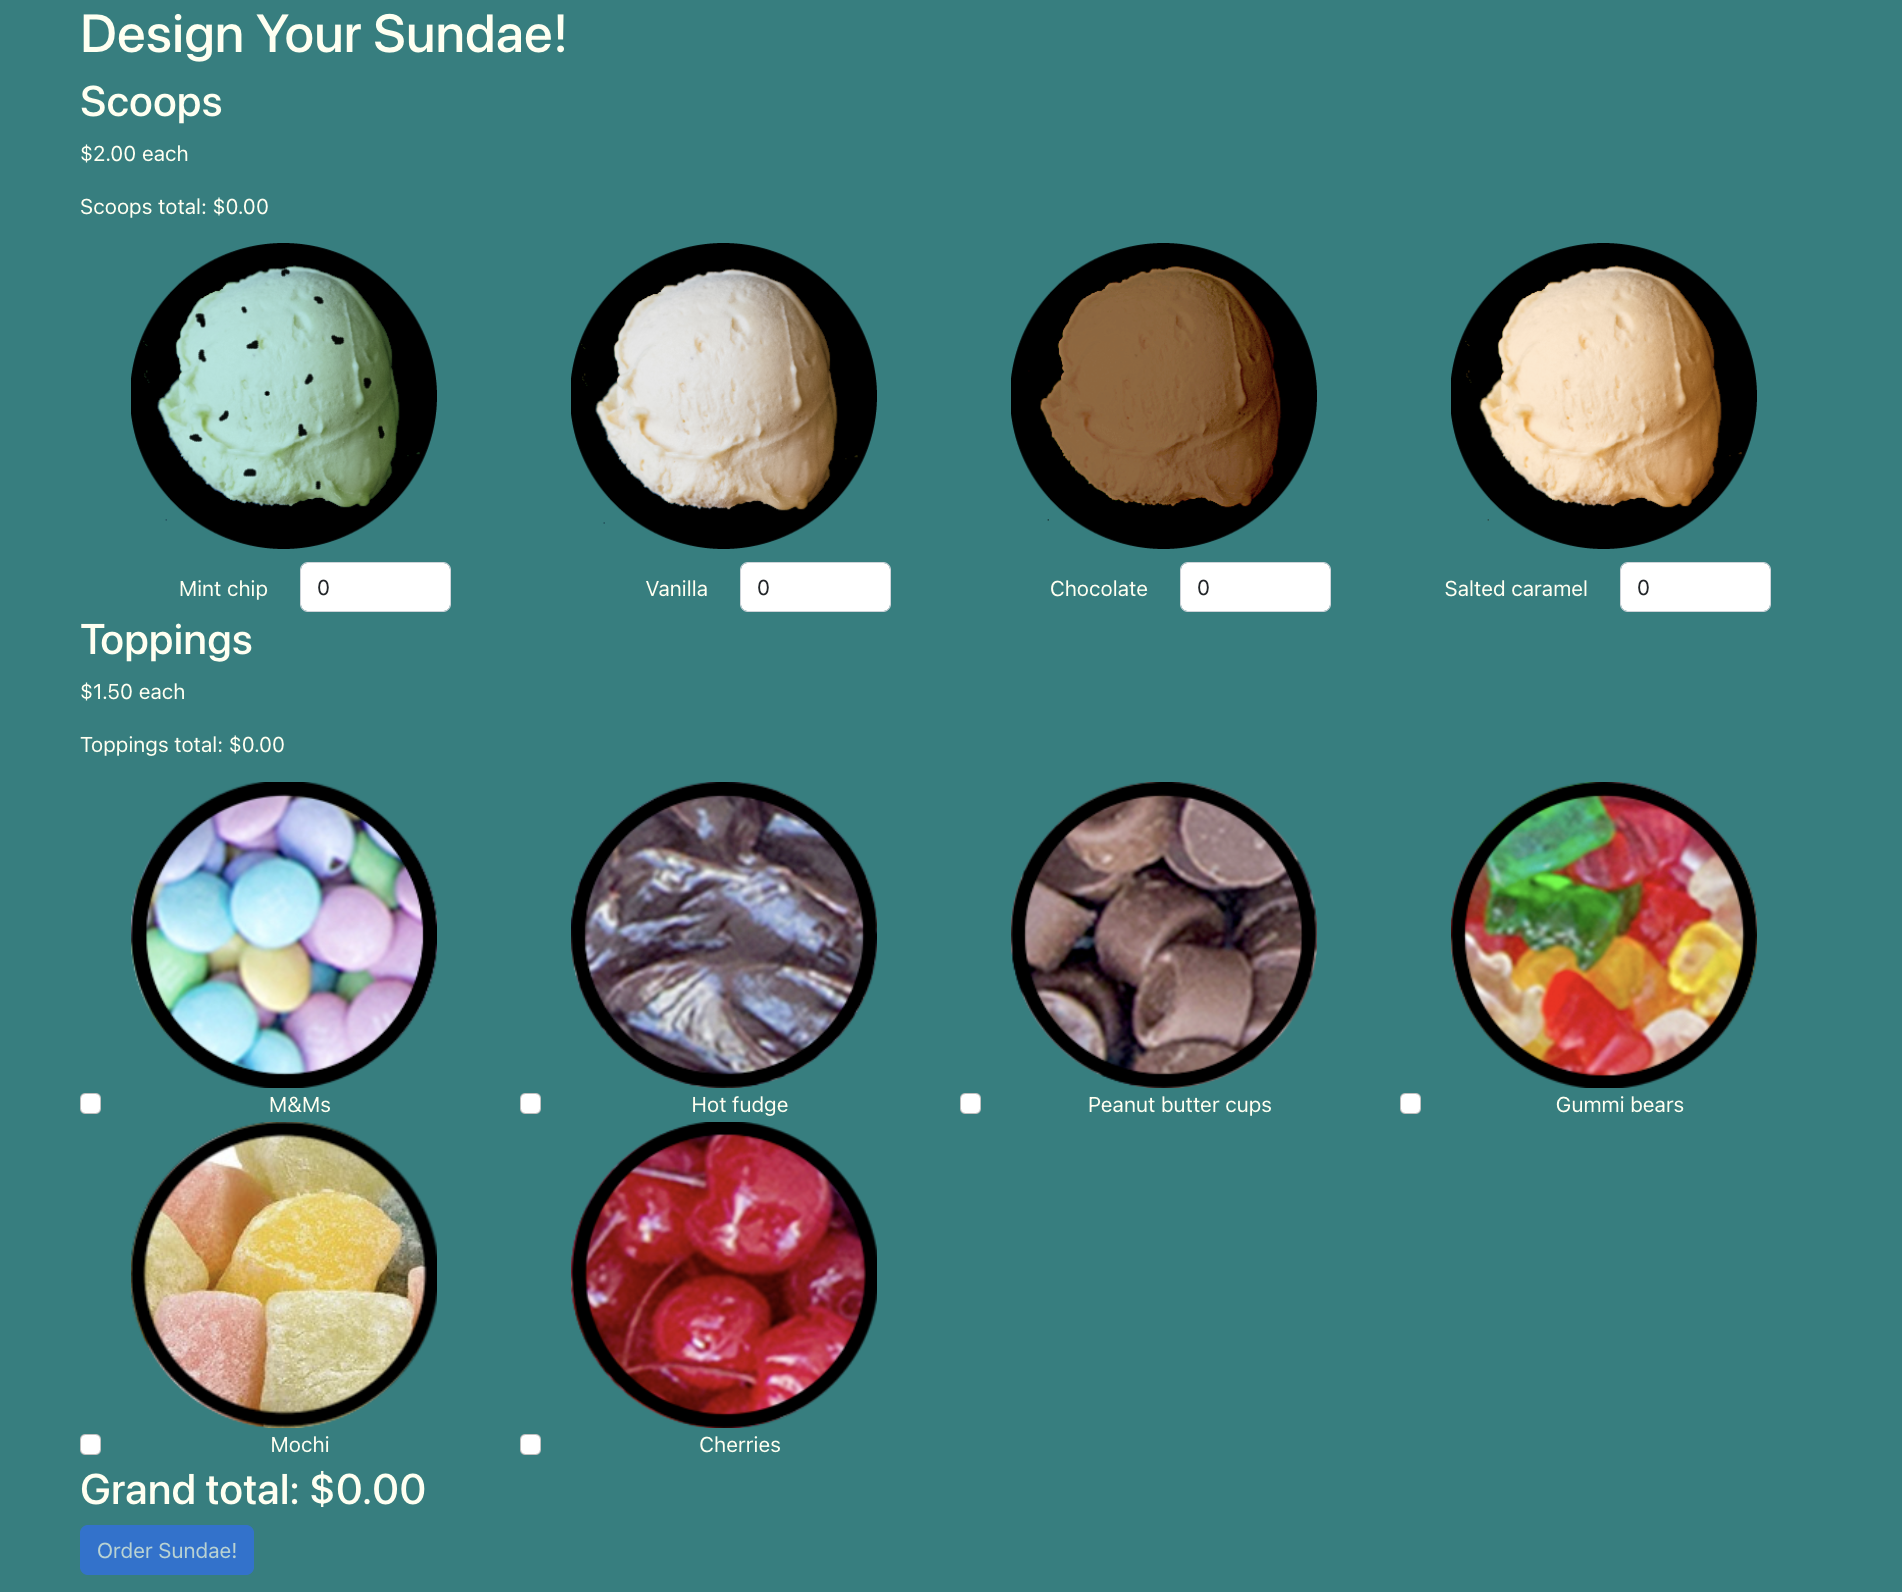 Design Your Sundae!
Scoops
$2.00 each
Scoops total: $0.00
Mint chip 0 Vanilla 0 Chocolate 0 Salted caramel 0
Toppings
$1.50 each
Toppings total: $0.00
M&Ms Hot fudge Peanut butter cups Gummi bears
Mochi Cherries
Grand total: $0.00
Order Sundae!